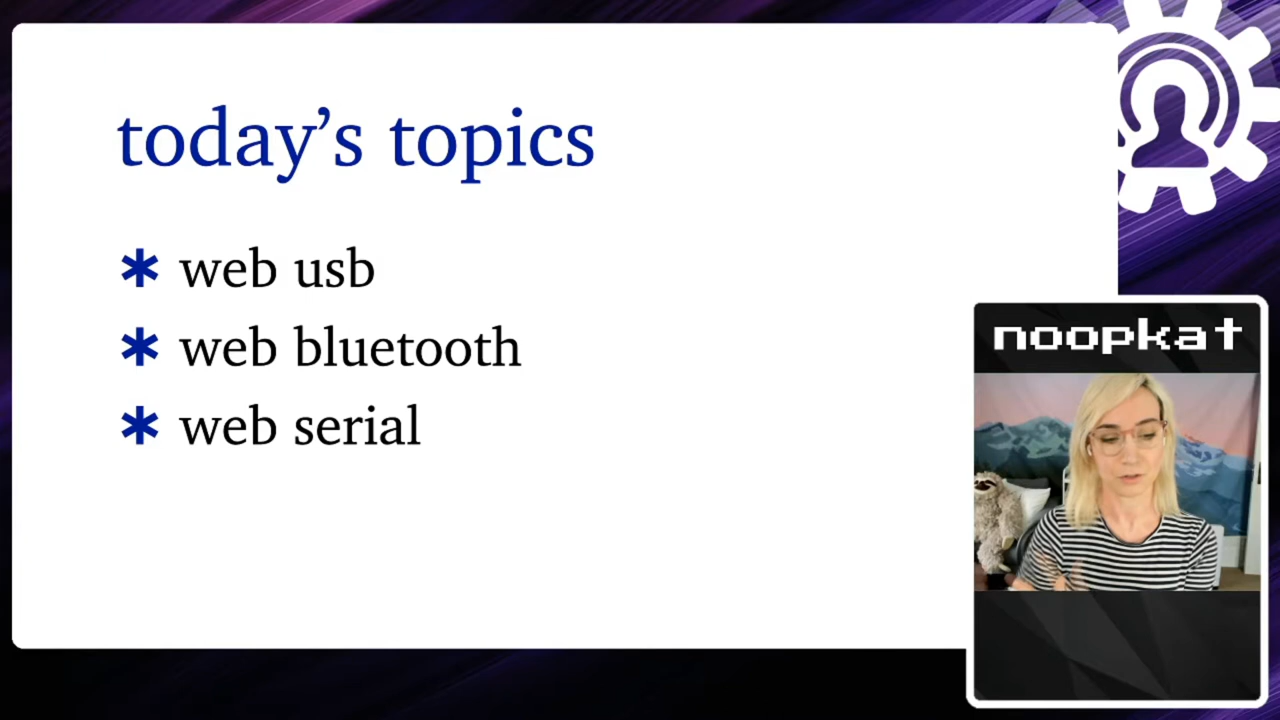 today's topics
* web usb
* web bluetooth
* web serial
noopkat